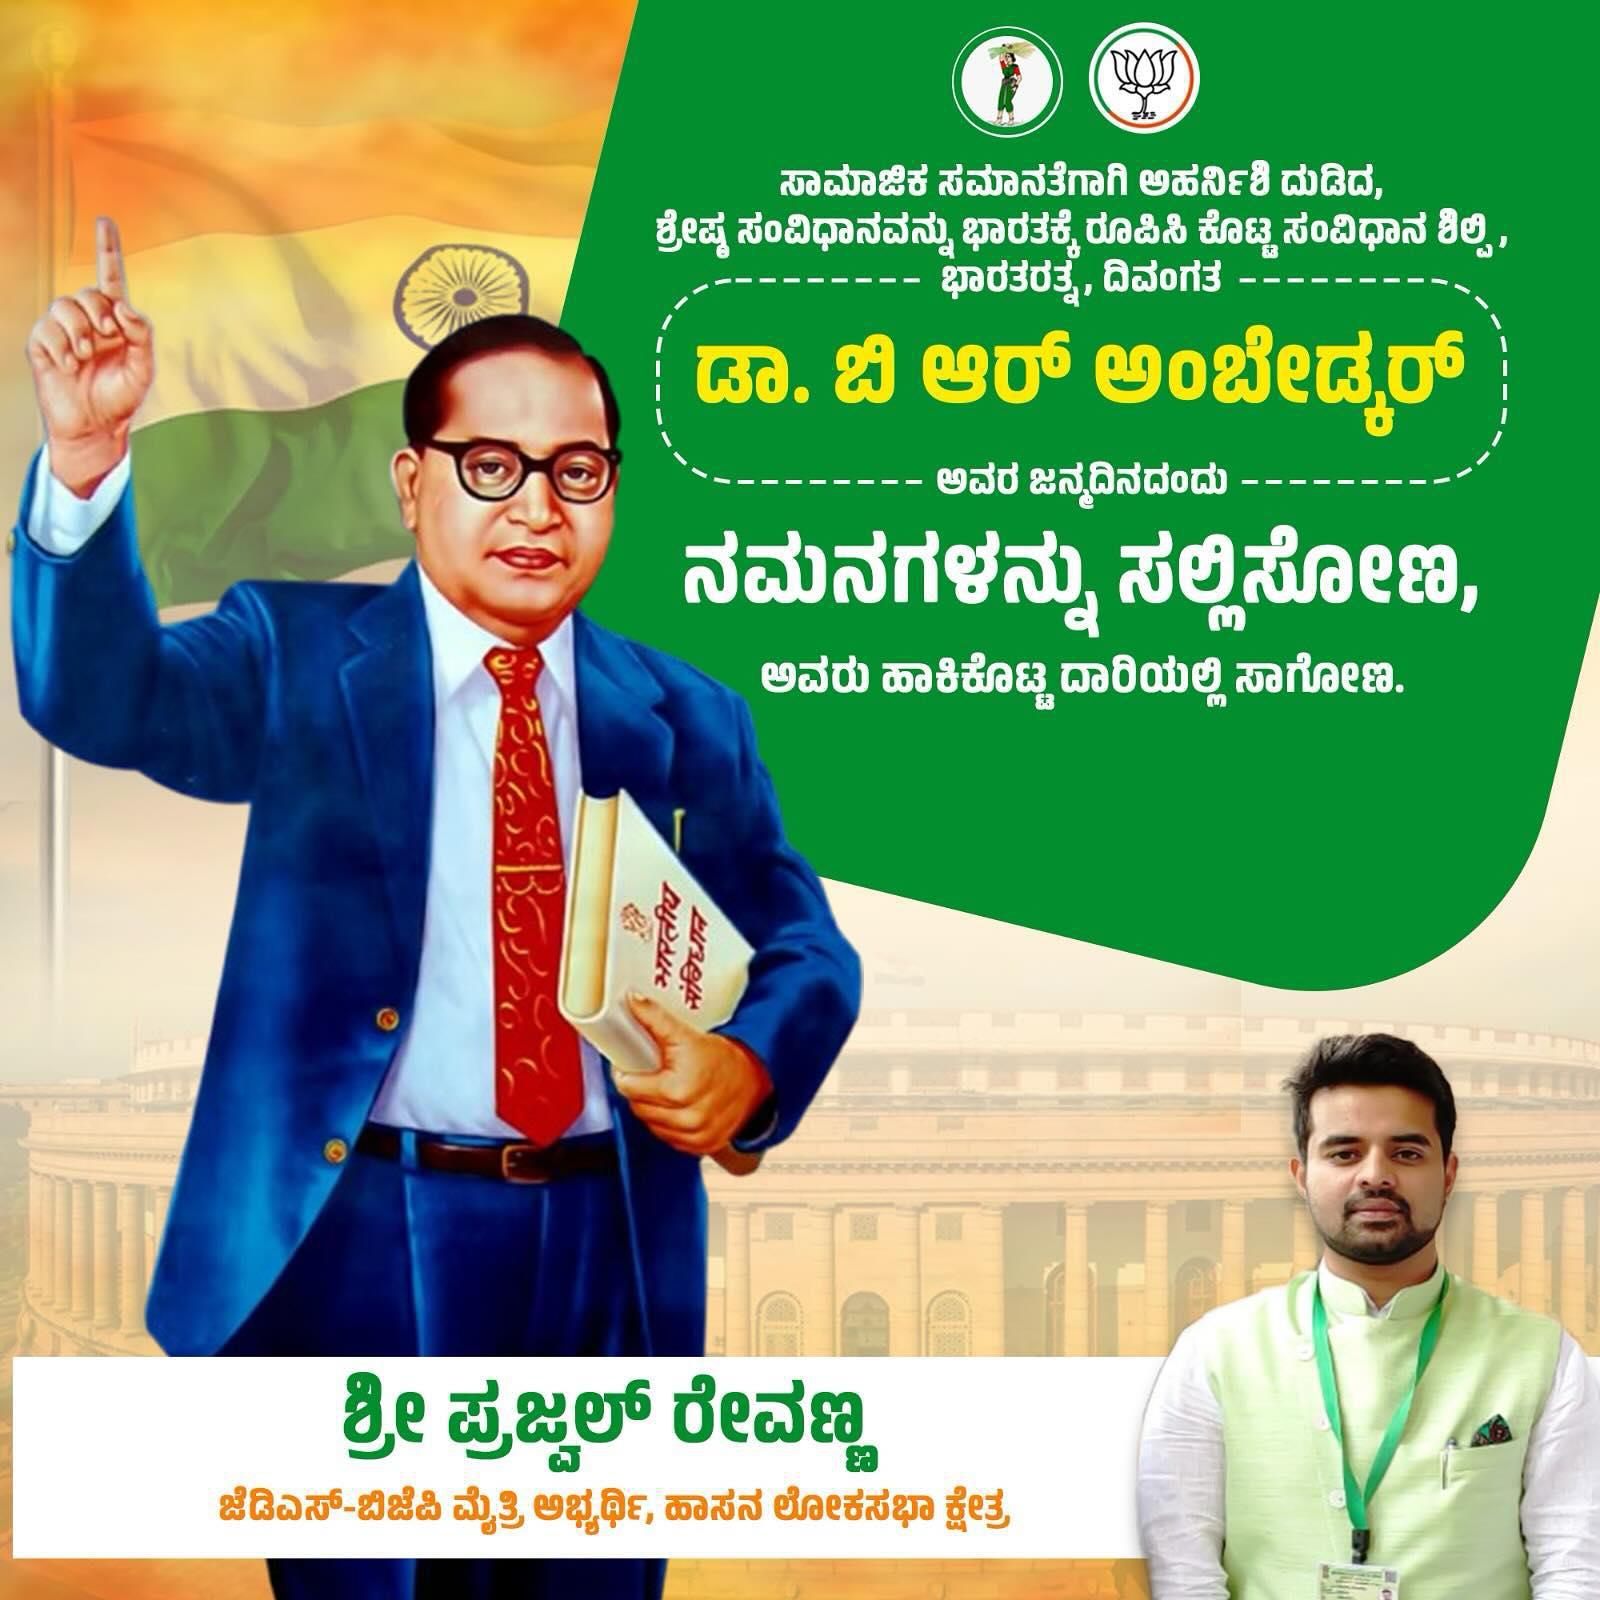 ಸಾಮಾಜಿಕ ಸಮಾನತೆಗಾಗಿ ಅಹರ್ನಿಶಿ ದುಡಿದ,
ಶ್ರೇಷ್ಠ ಸಂವಿಧಾನವನ್ನು ಭಾರತಕ್ಕೆ ರೂಪಿಸಿ ಕೊಟ್ಟ ಸಂವಿಧಾನ ಶಿಲ್ಪಿ,
ಭಾರತರತ್ನ, ದಿವಂಗತ
ಡಾ. ಬಿ ಆರ್ ಅಂಬೇಡ್ಕರ್
ಅವರ ಜನ್ಮದಿನದಂದು
ನಮನಗಳನ್ನು ಸಲ್ಲಿಸೋಣ,
ಅವರು ಹಾಕಿಕೊಟ್ಟ ದಾರಿಯಲ್ಲಿ ಸಾಗೋಣ.
भारतीय
संविधान
ಶ್ರೀ ಪ್ರಜ್ವಲ್ ರೇವಣ್ಣ
ಜೆಡಿಎಸ್-ಬಿಜೆಪಿ ಮೈತ್ರಿ ಅಭ್ಯರ್ಥಿ, ಹಾಸನ ಲೋಕಸಭಾ ಕ್ಷೇತ್ರ